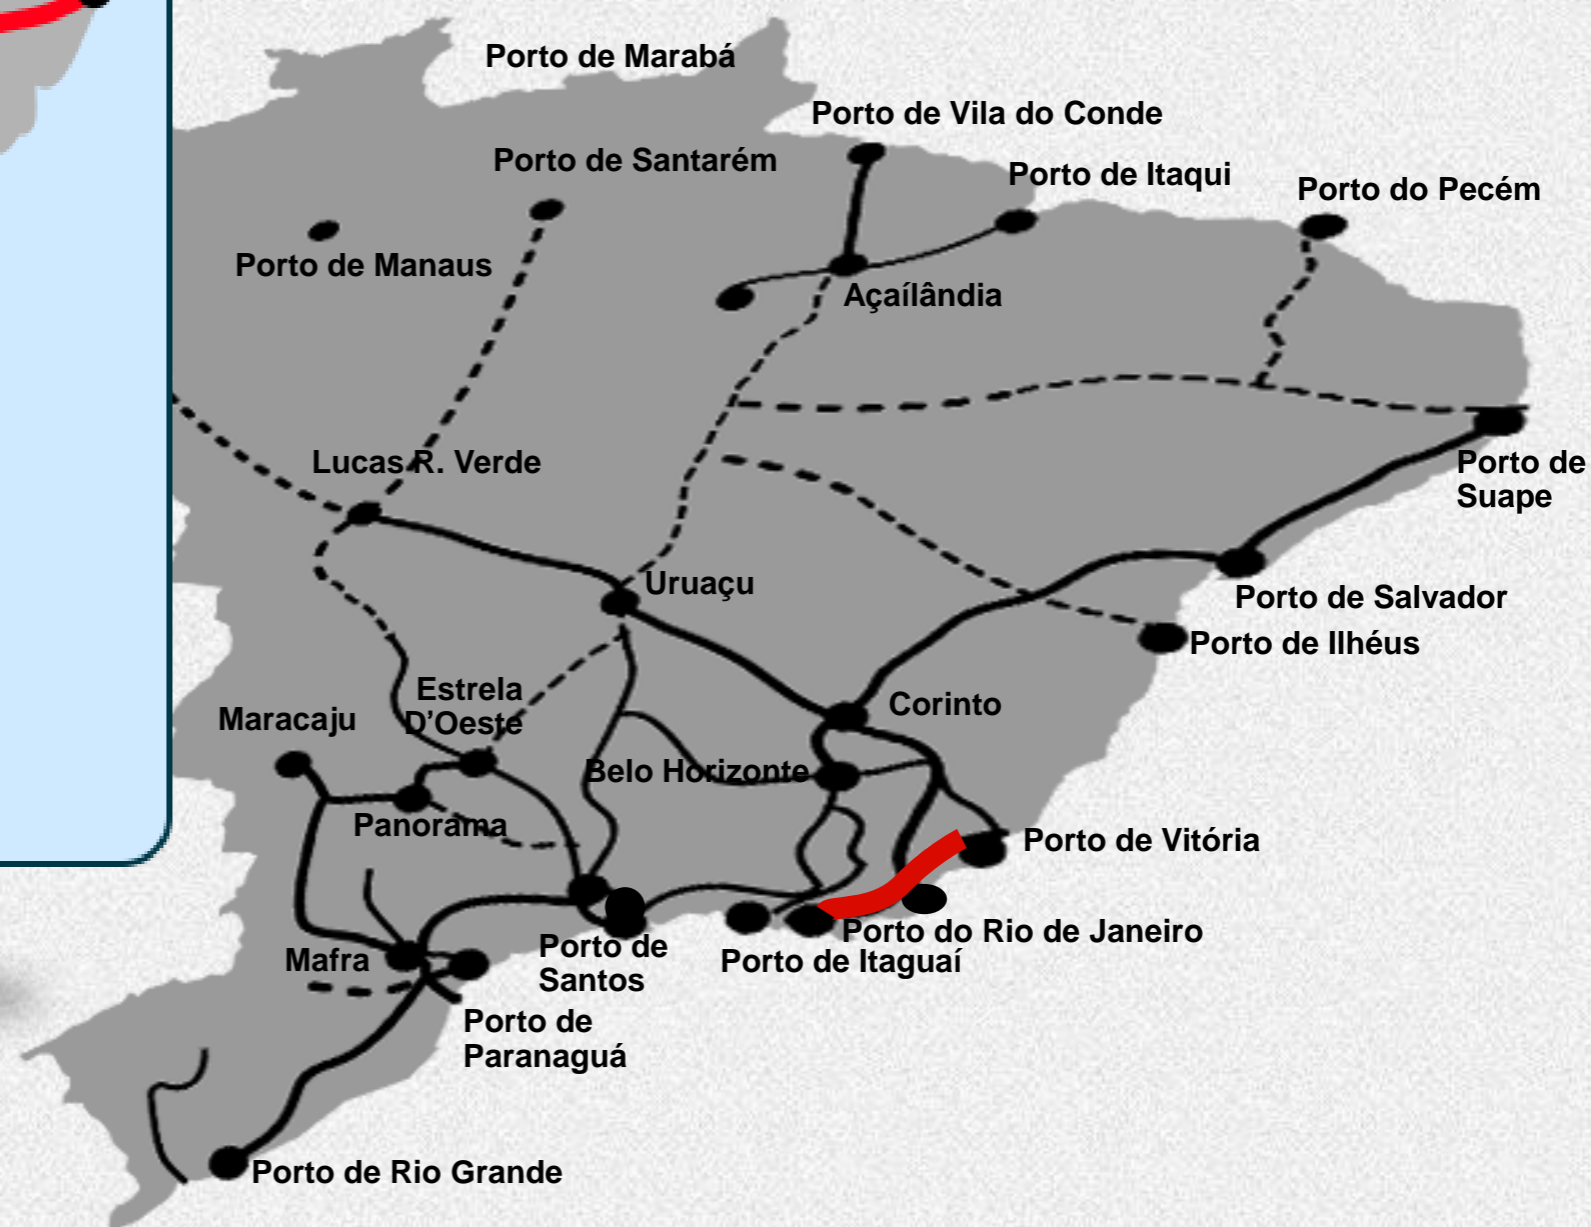 Porto de Marabá
Porto de Vila do Conde
Porto de Santarém
Porto de Itaqui
Porto do Pecém
Porto de Manaus
Açaílândia
Lucas R. Verde
Porto de
Suape
Uruaçu
Porto de Salvador
Porto de Ilhéus
Estrela
D’Oeste
Maracaju
Corinto
Belo Horizonte
Panorama
Porto de Vitória
Porto do Rio de Janeiro
Porto de Itaguaí
Porto de
Santos
Mafra
Porto de
Paranaguá
Porto de Rio Grande